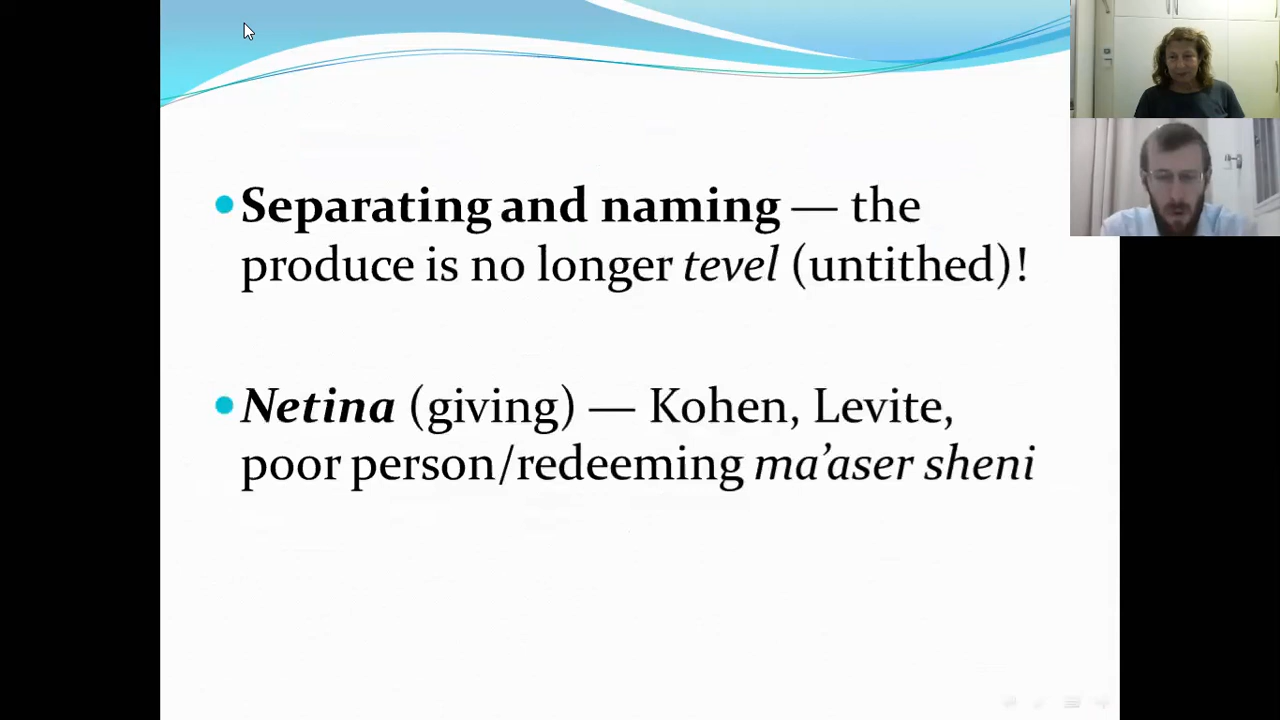 •Separating and naming — the
produce is no longer tevel (untithed)!
•Netina (giving) — Kohen, Levite,
poor person/redeeming ma’aser sheni